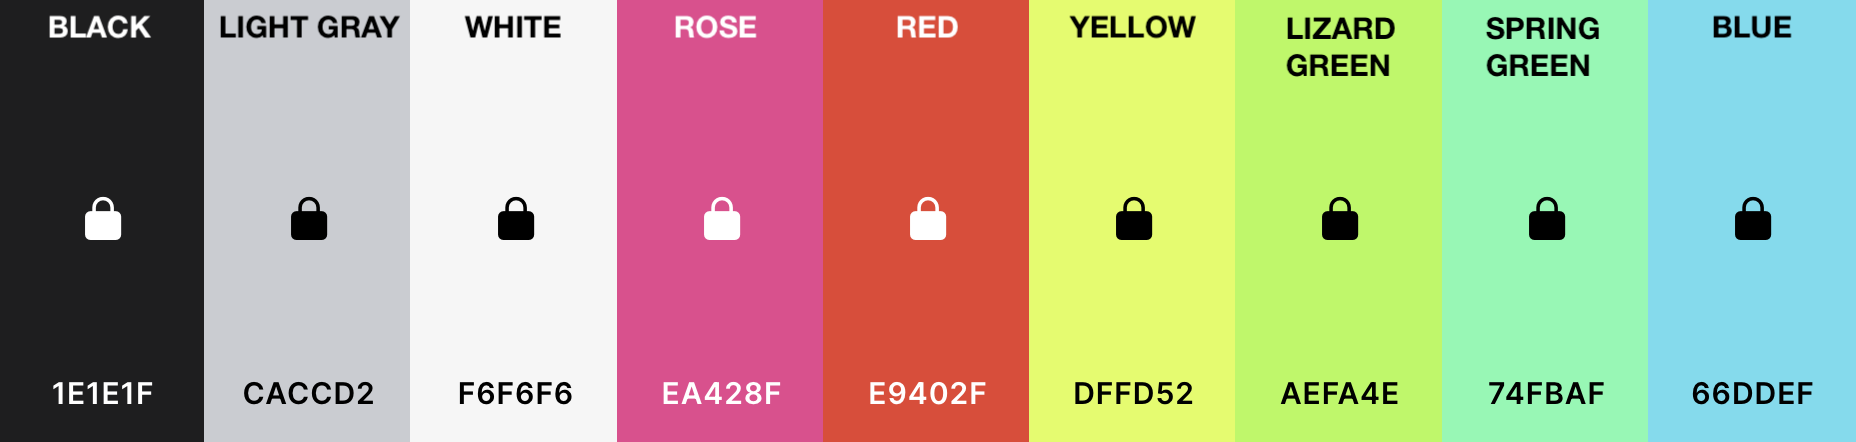 BLACK
LIGHT GRAY
WHITE
ROSE
RED
YELLOW
LIZARD
GREEN
SPRING
GREEN
BLUE
1E1E1F
CACCD2
F6F6F6
EA428F
E9402F
DFFD52
AEFA4E
74FBAF
66DDEF